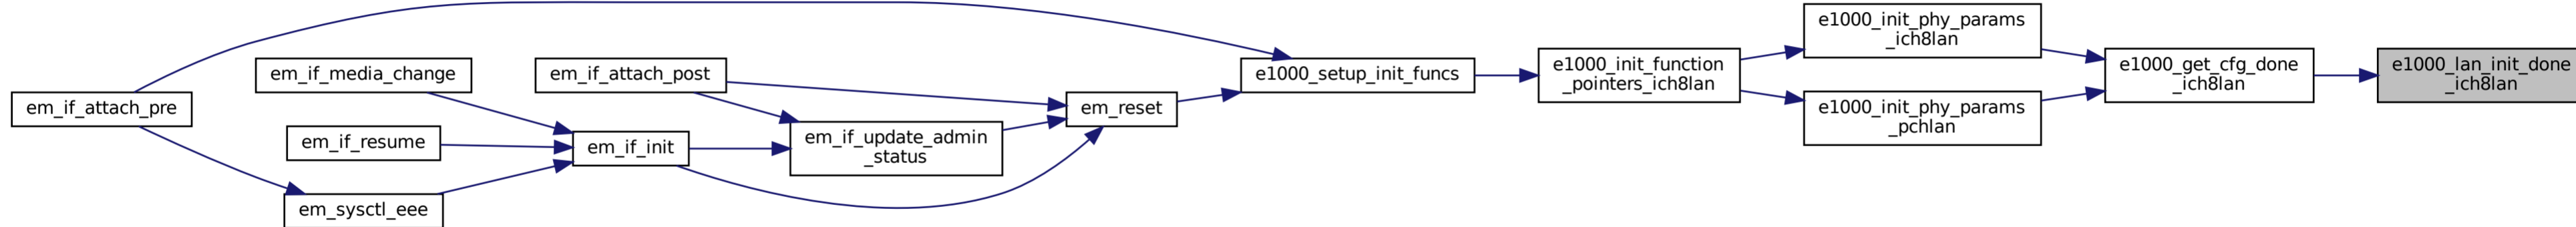 em_if_attach_pre
em_if_media_change
em_if_resume
em_sysctl_eee
em_if_attach_post
em_if_init
em_if_update_admin
_status
em_reset
e1000_setup_init_funcs
e1000_init_function
_pointers_ich8lan
e1000_init_phy_params
_ich8lan
e1000_init_phy_params
_pchlan
e1000_get_cfg_done
_ich8lan
e1000_lan_init_done
_ich8lan